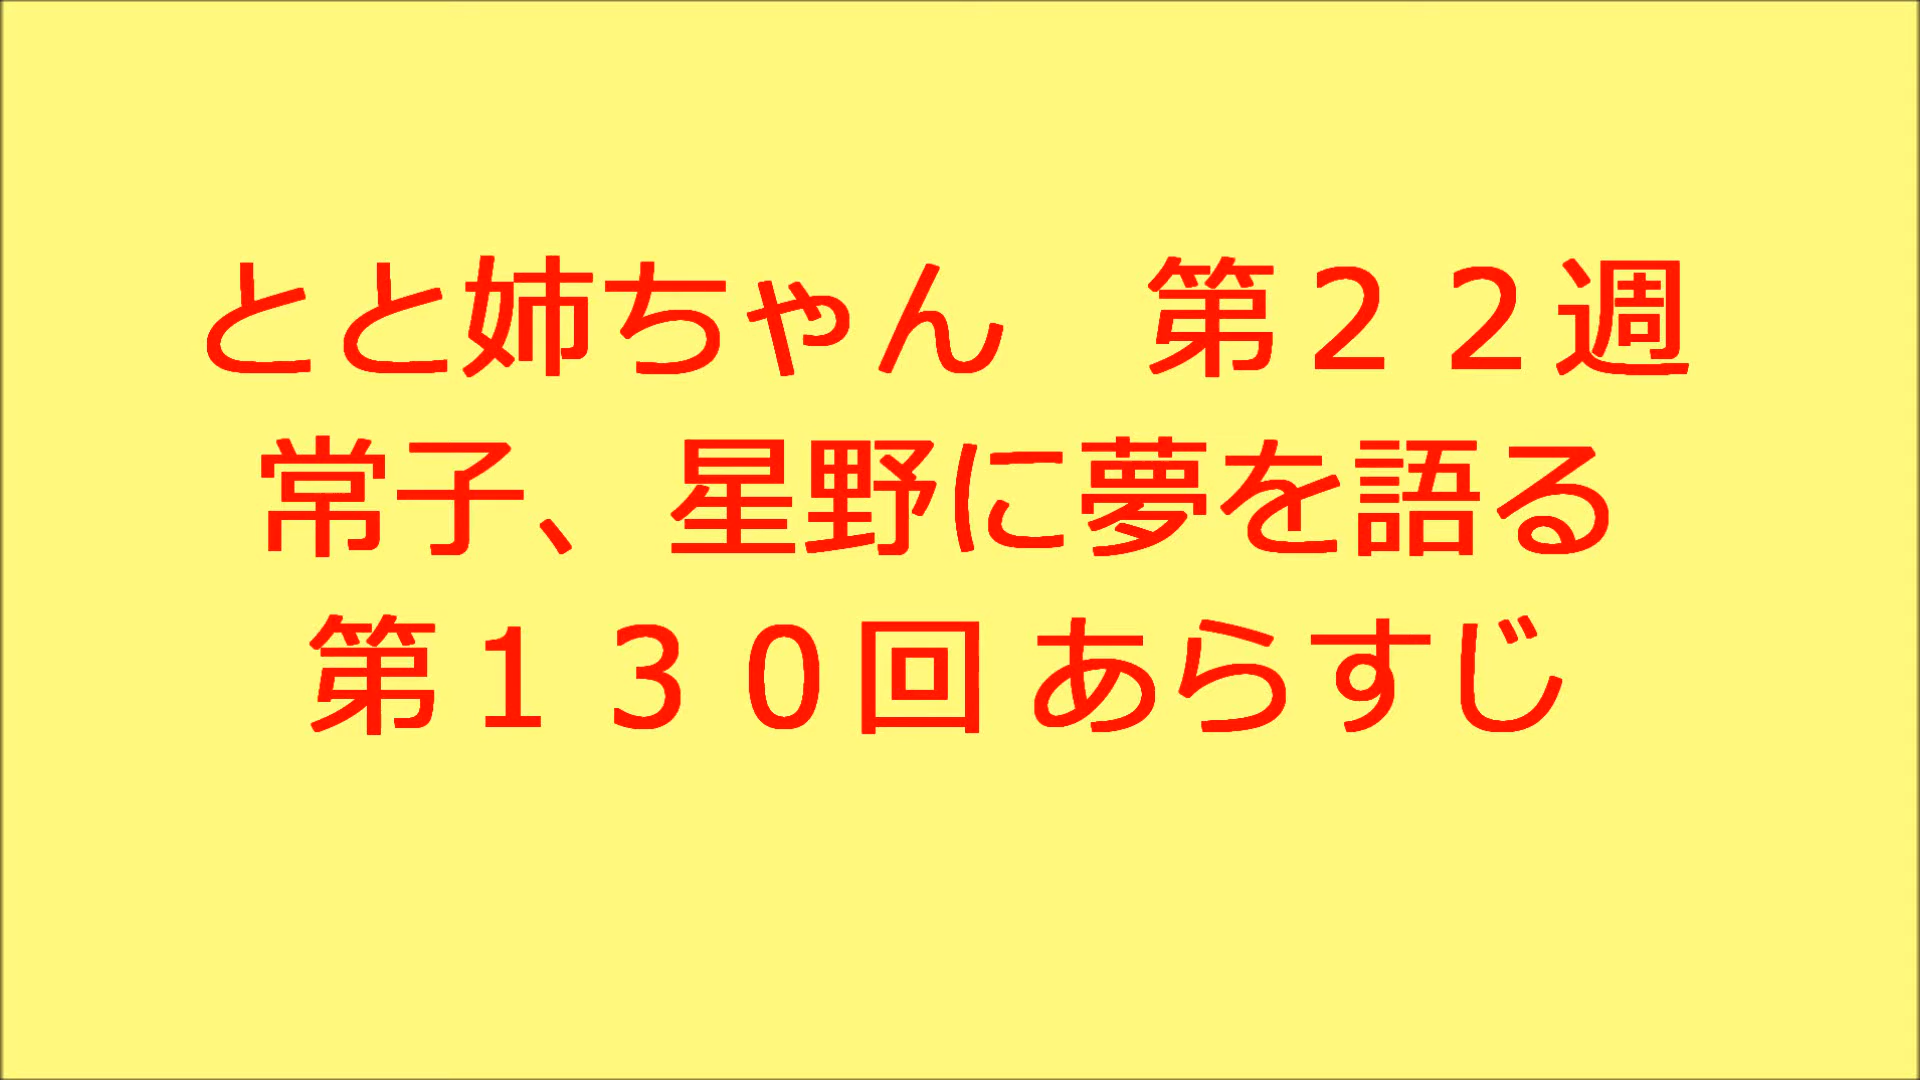 とと姉ちゃん　第２２週
常子、星野に夢を語る
第１３０回 あらすじ